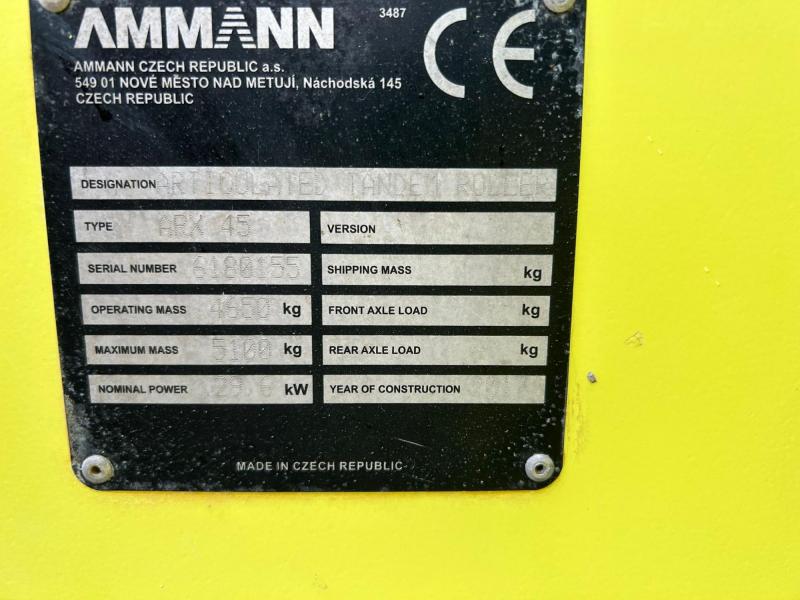 AMMANN
3487
CE
AMMANN CZECH REPUBLIC a.s.
549 01 NOVÉ MĚSTO NAD METUJÍ, Náchodská 145
CZECH REPUBLIC
DESIGNATION ARTICULATED TANDEM ROLLER
TYPE ARX 45
VERSION
SERIAL NUMBER 6180155
SHIPPING MASS kg
OPERATING MASS 4650 kg
FRONT AXLE LOAD kg
MAXIMUM MASS 5100 kg
REAR AXLE LOAD kg
NOMINAL POWER kW
YEAR OF CONSTRUCTION
MADE IN CZECH REPUBLIC